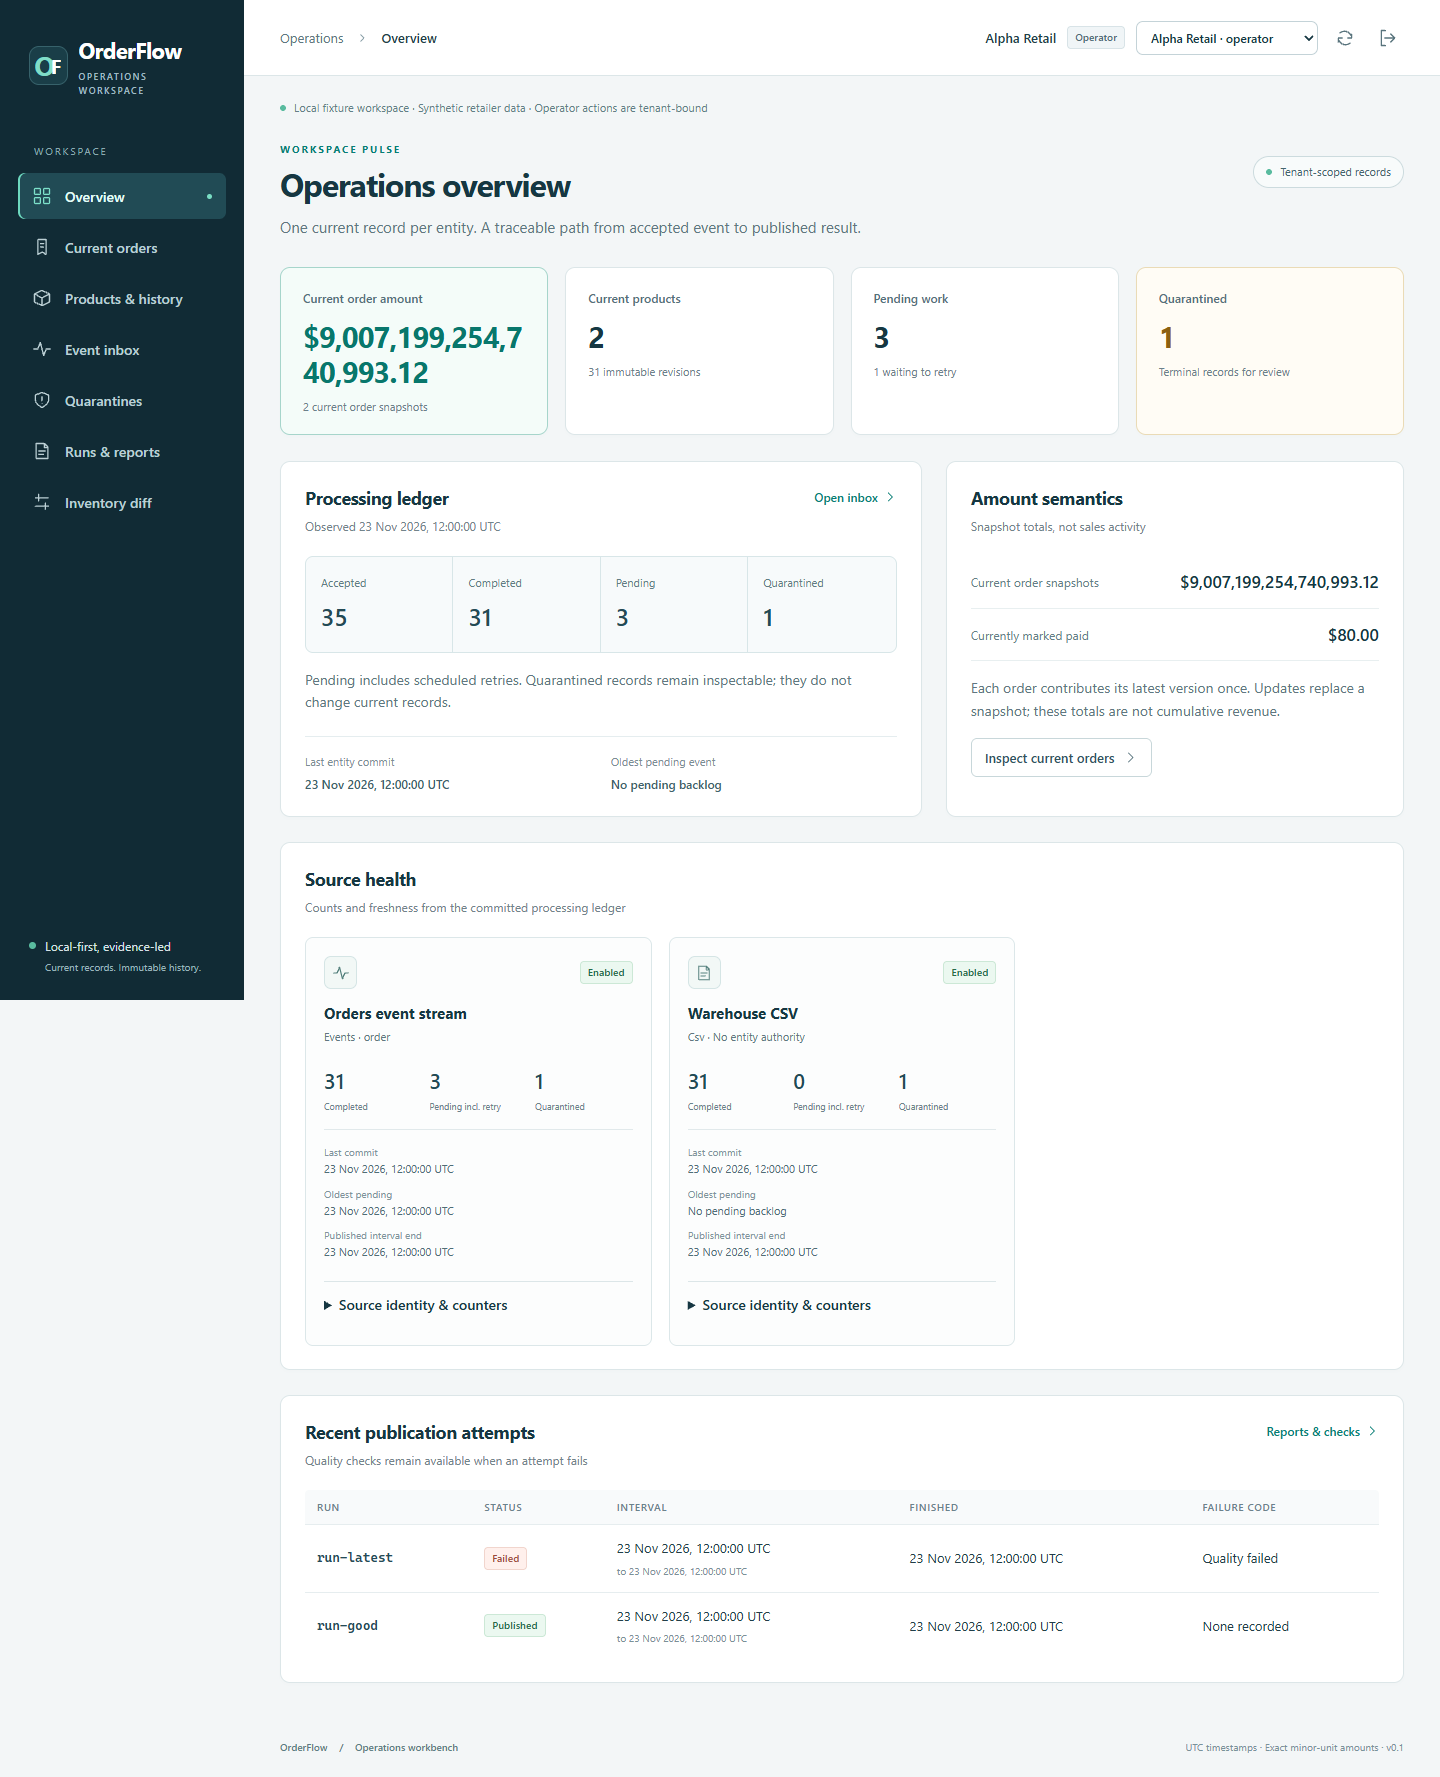 OF
OrderFlow
OPERATIONS
WORKSPACE
WORKSPACE
Overview
Current orders
Products & history
Event inbox
Quarantines
Runs & reports
Inventory diff
Local-first, evidence-led
Current records. Immutable history.
Operations > Overview
Alpha Retail Operator Alpha Retail · operator
Local fixture workspace · Synthetic retailer data · Operator actions are tenant-bound
WORKSPACE PULSE
Operations overview
Tenant-scoped records
One current record per entity. A traceable path from accepted event to published result.
Current order amount
$9,007,199,254,7
40,993.12
2 current order snapshots
Current products
2
31 immutable revisions
Pending work
3
1 waiting to retry
Quarantined
1
Terminal records for review
Processing ledger
Open inbox
Observed 23 Nov 2026, 12:00:00 UTC
Accepted Completed Pending Quarantined
35 31 3 1
Pending includes scheduled retries. Quarantined records remain inspectable; they do not
change current records.
Last entity commit Oldest pending event
23 Nov 2026, 12:00:00 UTC No pending backlog
Amount semantics
Snapshot totals, not sales activity
Current order snapshots $9,007,199,254,740,993.12
Currently marked paid $80.00
Each order contributes its latest version once. Updates replace a
snapshot; these totals are not cumulative revenue.
Inspect current orders
Source health
Counts and freshness from the committed processing ledger
Enabled
Orders event stream
Events · order
31 3 1
Completed Pending incl. retry Quarantined
Last commit
23 Nov 2026, 12:00:00 UTC
Oldest pending
23 Nov 2026, 12:00:00 UTC
Published interval end
23 Nov 2026, 12:00:00 UTC
Source identity & counters
Enabled
Warehouse CSV
Csv · No entity authority
31 0 1
Completed Pending incl. retry Quarantined
Last commit
23 Nov 2026, 12:00:00 UTC
Oldest pending
No pending backlog
Published interval end
23 Nov 2026, 12:00:00 UTC
Source identity & counters
Recent publication attempts
Reports & checks
Quality checks remain available when an attempt fails
RUN STATUS INTERVAL FINISHED FAILURE CODE
run-latest Failed 23 Nov 2026, 12:00:00 UTC 23 Nov 2026, 12:00:00 UTC Quality failed
to 23 Nov 2026, 12:00:00 UTC
run-good Published 23 Nov 2026, 12:00:00 UTC 23 Nov 2026, 12:00:00 UTC None recorded
to 23 Nov 2026, 12:00:00 UTC
OrderFlow / Operations workbench
UTC timestamps · Exact minor-unit amounts · v0.1